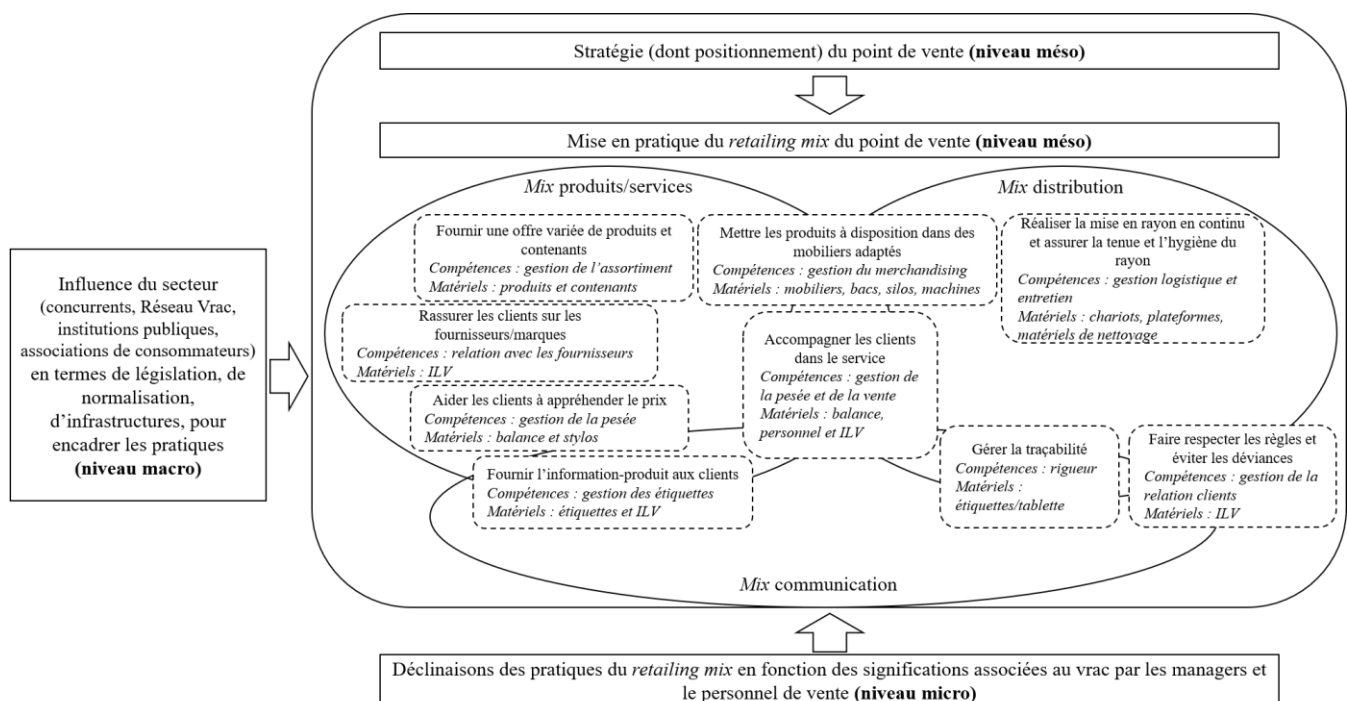 Stratégie (dont positionnement) du point de vente (niveau méso)
Mise en pratique du retailing mix du point de vente (niveau méso)
Mix produits/services
Mix distribution
Fournir une offre variée de produits et
contenants
Compétences : gestion de l'assortiment
Matériels : produits et contenants
Mettre les produits à disposition dans des
mobiliers adaptés
Compétences : gestion du merchandising
Matériels : mobiliers, bacs, silos, machines
Réaliser la mise en rayon en continu
et assurer la tenue et l'hygiène du
rayon
Compétences : gestion logistique et
entretien
Matériels : chariots, plateformes,
matériels de nettoyage
Influence du secteur
(concurrents, Réseau Vrac,
institutions publiques,
associations de consommateurs)
en termes de législation, de
normalisation,
d'infrastructures, pour
encadrer les pratiques
(niveau macro)
Rassurer les clients sur les
fournisseurs/marques
Compétences : relation avec les fournisseurs
Matériels : ILV
Accompagner les clients
dans le service
Compétences : gestion de
la pesée et de la vente
Matériels : balance,
personnel et ILV
Aider les clients à appréhender le prix
Compétences : gestion de la pesée
Matériels : balance et stylos
Fournir l'information-produit aux clients
Compétences : gestion des étiquettes
Matériels : étiquettes et ILV
Gérer la traçabilité
Compétences : rigueur
Matériels :
étiquettes/tablette
Faire respecter les règles et
éviter les déviances
Compétences : gestion de la
relation clients
Matériels : ILV
Mix communication
Déclinaisons des pratiques du retailing mix en fonction des significations associées au vrac par les managers et
le personnel de vente (niveau micro)